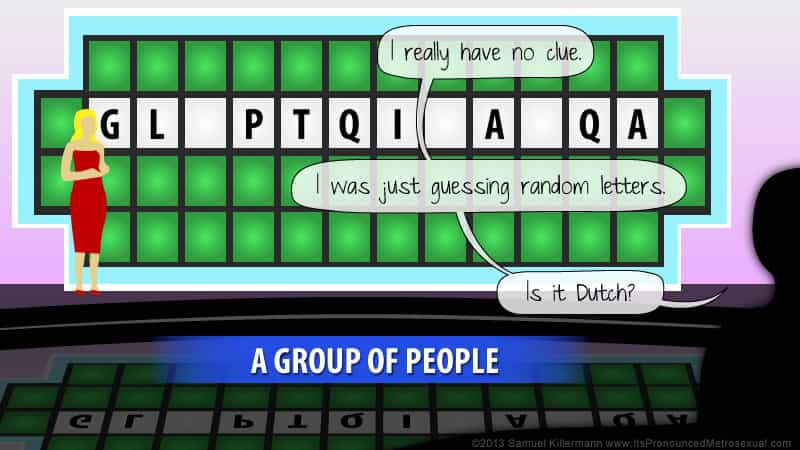 I really have no clue.
GL PTQI A QA
I was just guessing random letters.
Is it Dutch?
A GROUP OF PEOPLE
GL PTQI A QA
©2013 Samuel Killermann www.ItsPronouncedMetrosexual.com